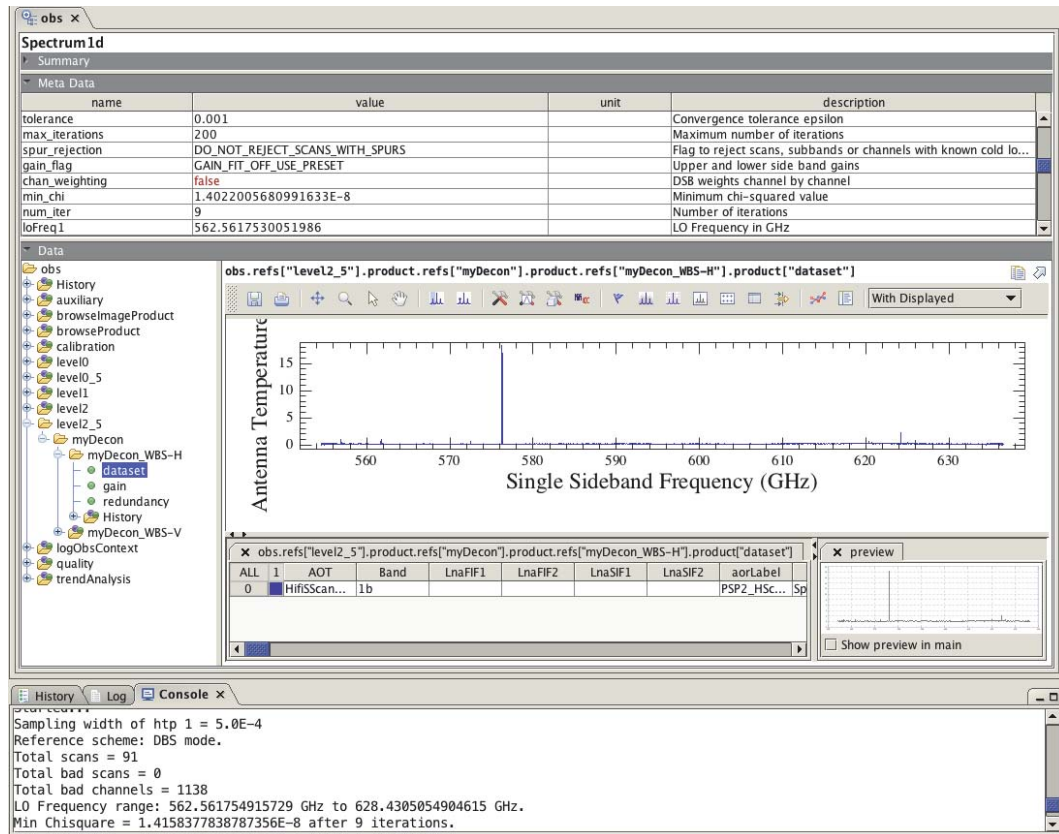 obs ×
Spectrum1d
Summary
Meta Data
name value unit description
tolerance 0.001 Convergence tolerance epsilon
max_iterations 200 Maximum number of iterations
spur_rejection DO_NOT_REJECT_SCANS_WITH_SPURS Flag to reject scans, subbands or channels with known cold lo...
gain_flag GAIN_FIT_OFF_USE_PRESET Upper and lower side band gains
chan_weighting false DSB weights channel by channel
min_chi 1.4022005680991633E-8 Minimum chi-squared value
num_iter 9 Number of iterations
loFreq1 562.5617530051986 LO Frequency in GHz
Data
obs
History
auxiliary
browseImageProduct
browseProduct
calibration
level0
level0_5
level1
level2
level2_5
myDecon
myDecon_WBS-H
dataset
gain
redundancy
History
myDecon_WBS-V
logObsContext
quality
trendAnalysis
obs.refs["level2_5"].product.refs["myDecon"].product.refs["myDecon_WBS-H"].product["dataset"]
With Displayed
Antenna Temperature
15
10
5
0
560 570 580 590 600 610 620 630
Single Sideband Frequency (GHz)
× obs.refs["level2_5"].product.refs["myDecon"].product.refs["myDecon_WBS-H"].product["dataset"]
ALL 1 AOT Band LnaFIF1 LnaFIF2 LnaSIF1 LnaSIF2 aorLabel
0 HifiSScan... 1b PSP2_HSc... Sp
× preview
Show preview in main
History Log Console ×
Started...
Sampling width of htp 1 = 5.0E-4
Reference scheme: DBS mode.
Total scans = 91
Total bad scans = 0
Total bad channels = 1138
LO Frequency range: 562.561754915729 GHz to 628.4305054904615 GHz.
Min Chisquare = 1.4158377838787356E-8 after 9 iterations.